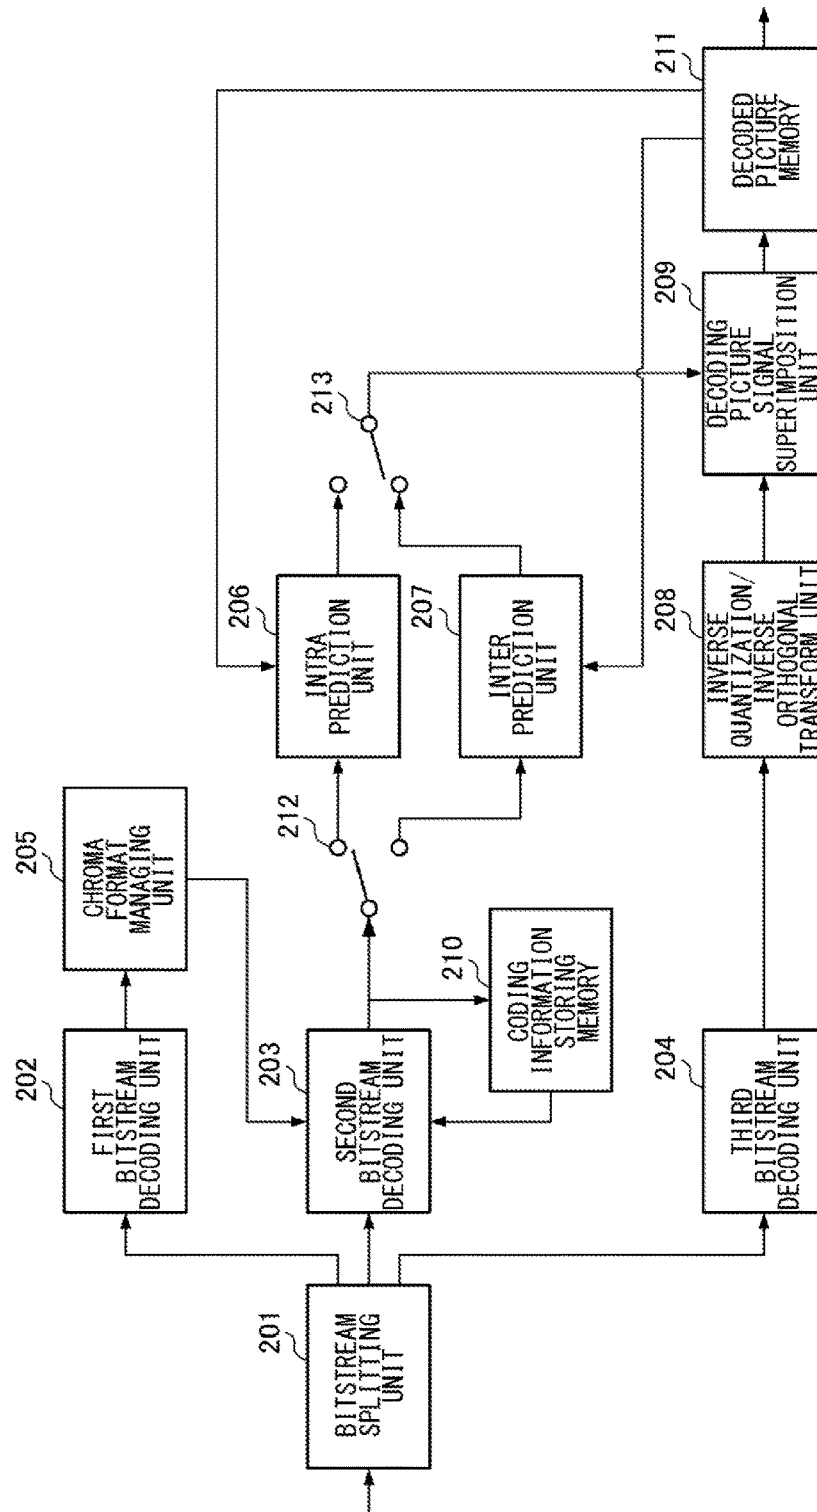 201
BITSTREAM
SPLITTING
UNIT
202
FIRST
BITSTREAM
DECODING UNIT
203
SECOND
BITSTREAM
DECODING UNIT
204
THIRD
BITSTREAM
DECODING UNIT
205
CHROMA
FORMAT
MANAGING
UNIT
210
CODING
INFORMATION
STORING
MEMORY
212
206
INTRA
PREDICTION
UNIT
207
INTER
PREDICTION
UNIT
208
INVERSE
QUANTIZATION/
INVERSE
ORTHOGONAL
TRANSFORM UNIT
213
209
DECODING
PICTURE
SIGNAL
SUPERIMPOSITION
UNIT
211
DECODED
PICTURE
MEMORY